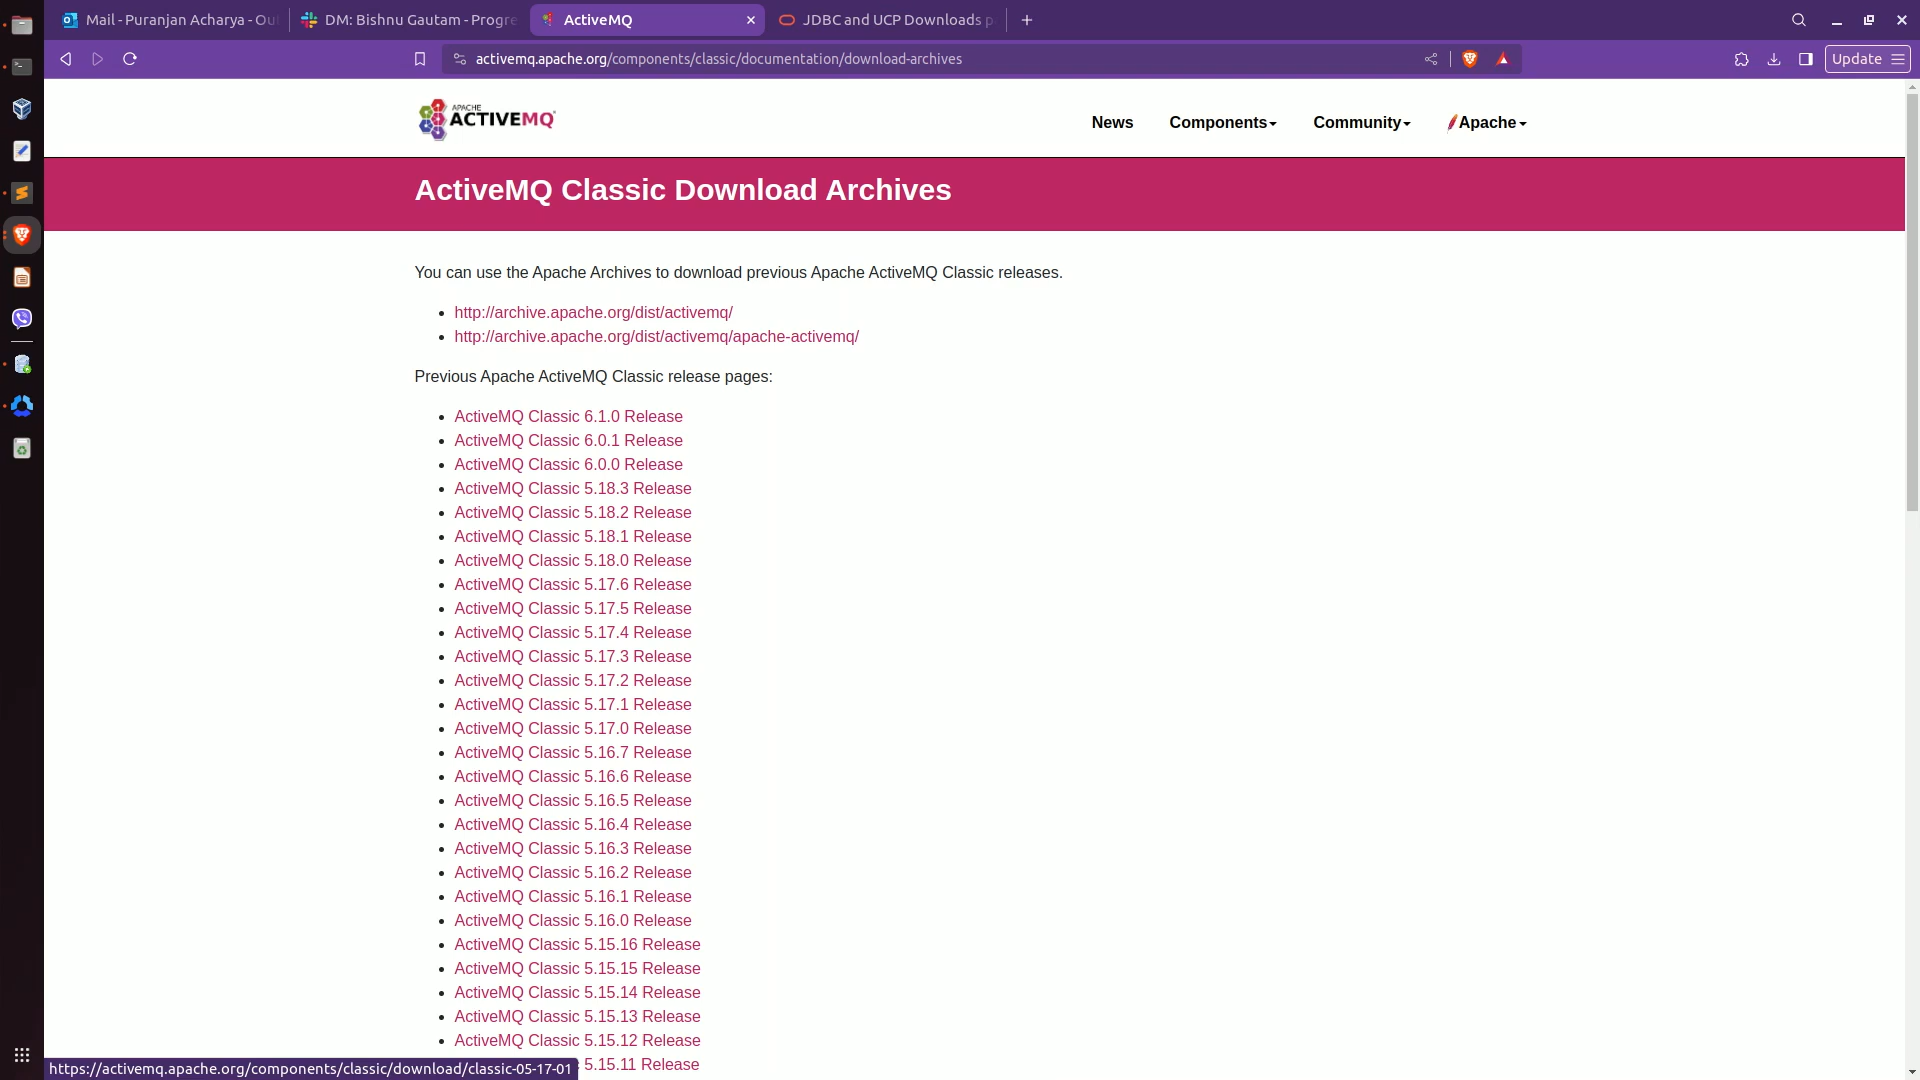 Mail - Puranjan Acharya - Ou
DM: Bishnu Gautam - Progre
ActiveMQ
JDBC and UCP Downloads p
activemq.apache.org/components/classic/documentation/download-archives
Update
APACHE
ACTIVEMQ
News
Components
Community
Apache
ActiveMQ Classic Download Archives
You can use the Apache Archives to download previous Apache ActiveMQ Classic releases.
http://archive.apache.org/dist/activemq/
http://archive.apache.org/dist/activemq/apache-activemq/
Previous Apache ActiveMQ Classic release pages:
ActiveMQ Classic 6.1.0 Release
ActiveMQ Classic 6.0.1 Release
ActiveMQ Classic 6.0.0 Release
ActiveMQ Classic 5.18.3 Release
ActiveMQ Classic 5.18.2 Release
ActiveMQ Classic 5.18.1 Release
ActiveMQ Classic 5.18.0 Release
ActiveMQ Classic 5.17.6 Release
ActiveMQ Classic 5.17.5 Release
ActiveMQ Classic 5.17.4 Release
ActiveMQ Classic 5.17.3 Release
ActiveMQ Classic 5.17.2 Release
ActiveMQ Classic 5.17.1 Release
ActiveMQ Classic 5.17.0 Release
ActiveMQ Classic 5.16.7 Release
ActiveMQ Classic 5.16.6 Release
ActiveMQ Classic 5.16.5 Release
ActiveMQ Classic 5.16.4 Release
ActiveMQ Classic 5.16.3 Release
ActiveMQ Classic 5.16.2 Release
ActiveMQ Classic 5.16.1 Release
ActiveMQ Classic 5.16.0 Release
ActiveMQ Classic 5.15.16 Release
ActiveMQ Classic 5.15.15 Release
ActiveMQ Classic 5.15.14 Release
ActiveMQ Classic 5.15.13 Release
ActiveMQ Classic 5.15.12 Release
5.15.11 Release
https://activemq.apache.org/components/classic/download/classic-05-17-01